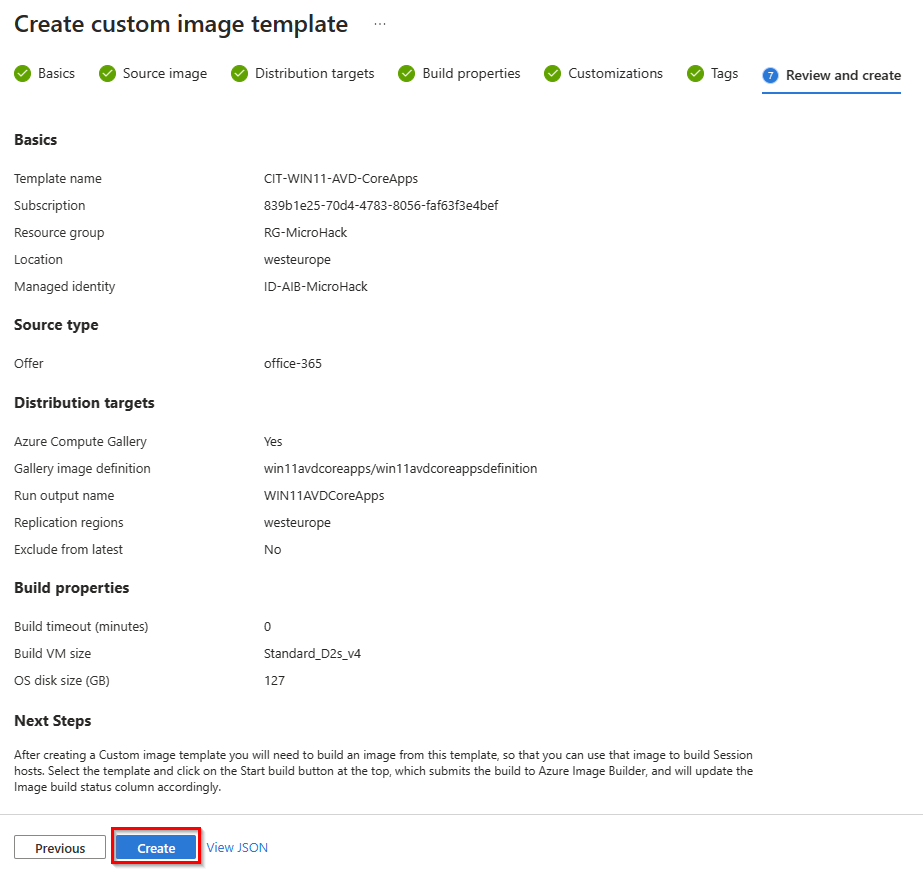 Create custom image template ...
Basics Source image Distribution targets Build properties Customizations Tags 7 Review and create
Basics
Template name CIT-WIN11-AVD-CoreApps
Subscription 839b1e25-70d4-4783-8056-faf63f3e4bef
Resource group RG-MicroHack
Location westeurope
Managed identity ID-AIB-MicroHack
Source type
Offer office-365
Distribution targets
Azure Compute Gallery Yes
Gallery image definition win11avdcoreapps/win11avdcoreappsdefinition
Run output name WIN11AVDCoreApps
Replication regions westeurope
Exclude from latest No
Build properties
Build timeout (minutes) 0
Build VM size Standard_D2s_v4
OS disk size (GB) 127
Next Steps
After creating a Custom image template you will need to build an image from this template, so that you can use that image to build Session
hosts. Select the template and click on the Start build button at the top, which submits the build to Azure Image Builder, and will update the
Image build status column accordingly.
Previous Create View JSON